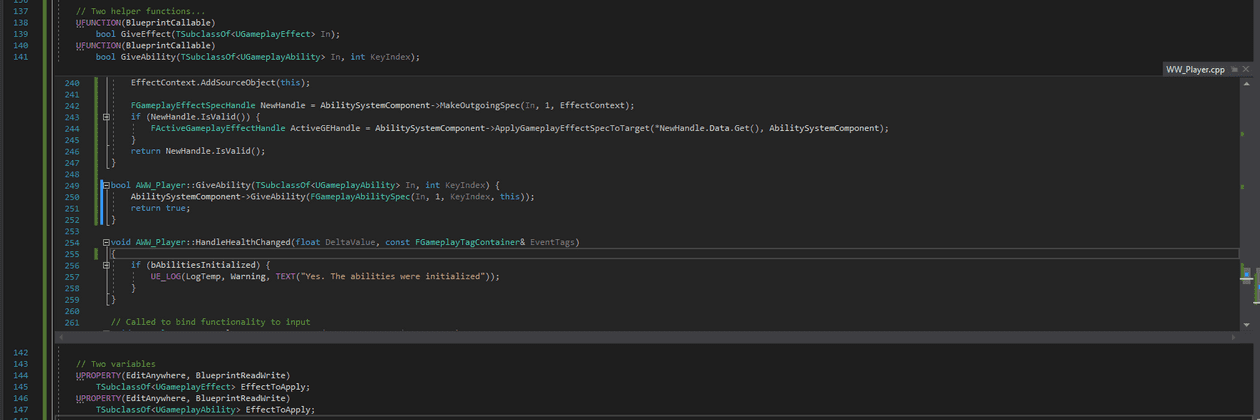 137 // Two helper functions...
138 UFUNCTION(BlueprintCallable)
139 bool GiveEffect(TSubclassOf<UGameplayEffect> In);
140 UFUNCTION(BlueprintCallable)
141 bool GiveAbility(TSubclassOf<UGameplayAbility> In, int KeyIndex);
WW_Player.cpp
240 EffectContext.AddSourceObject(this);
241
242 FGameplayEffectSpecHandle NewHandle = AbilitySystemComponent->MakeOutgoingSpec(In, 1, EffectContext);
243 if (NewHandle.IsValid()) {
244 FActiveGameplayEffectHandle ActiveGEHandle = AbilitySystemComponent->ApplyGameplayEffectSpecToTarget(*NewHandle.Data.Get(), AbilitySystemComponent);
245 }
246 return NewHandle.IsValid();
247 }
248
249 bool AWW_Player::GiveAbility(TSubclassOf<UGameplayAbility> In, int KeyIndex) {
250 AbilitySystemComponent->GiveAbility(FGameplayAbilitySpec(In, 1, KeyIndex, this));
251 return true;
252 }
253
254 void AWW_Player::HandleHealthChanged(float DeltaValue, const FGameplayTagContainer& EventTags)
255 {
256 if (bAbilitiesInitialized) {
257 UE_LOG(LogTemp, Warning, TEXT("Yes. The abilities were initialized"));
258 }
259 }
260
261 // Called to bind functionality to input
142
143 // Two variables
144 UPROPERTY(EditAnywhere, BlueprintReadWrite)
145 TSubclassOf<UGameplayEffect> EffectToApply;
146 UPROPERTY(EditAnywhere, BlueprintReadWrite)
147 TSubclassOf<UGameplayAbility> EffectToApply;